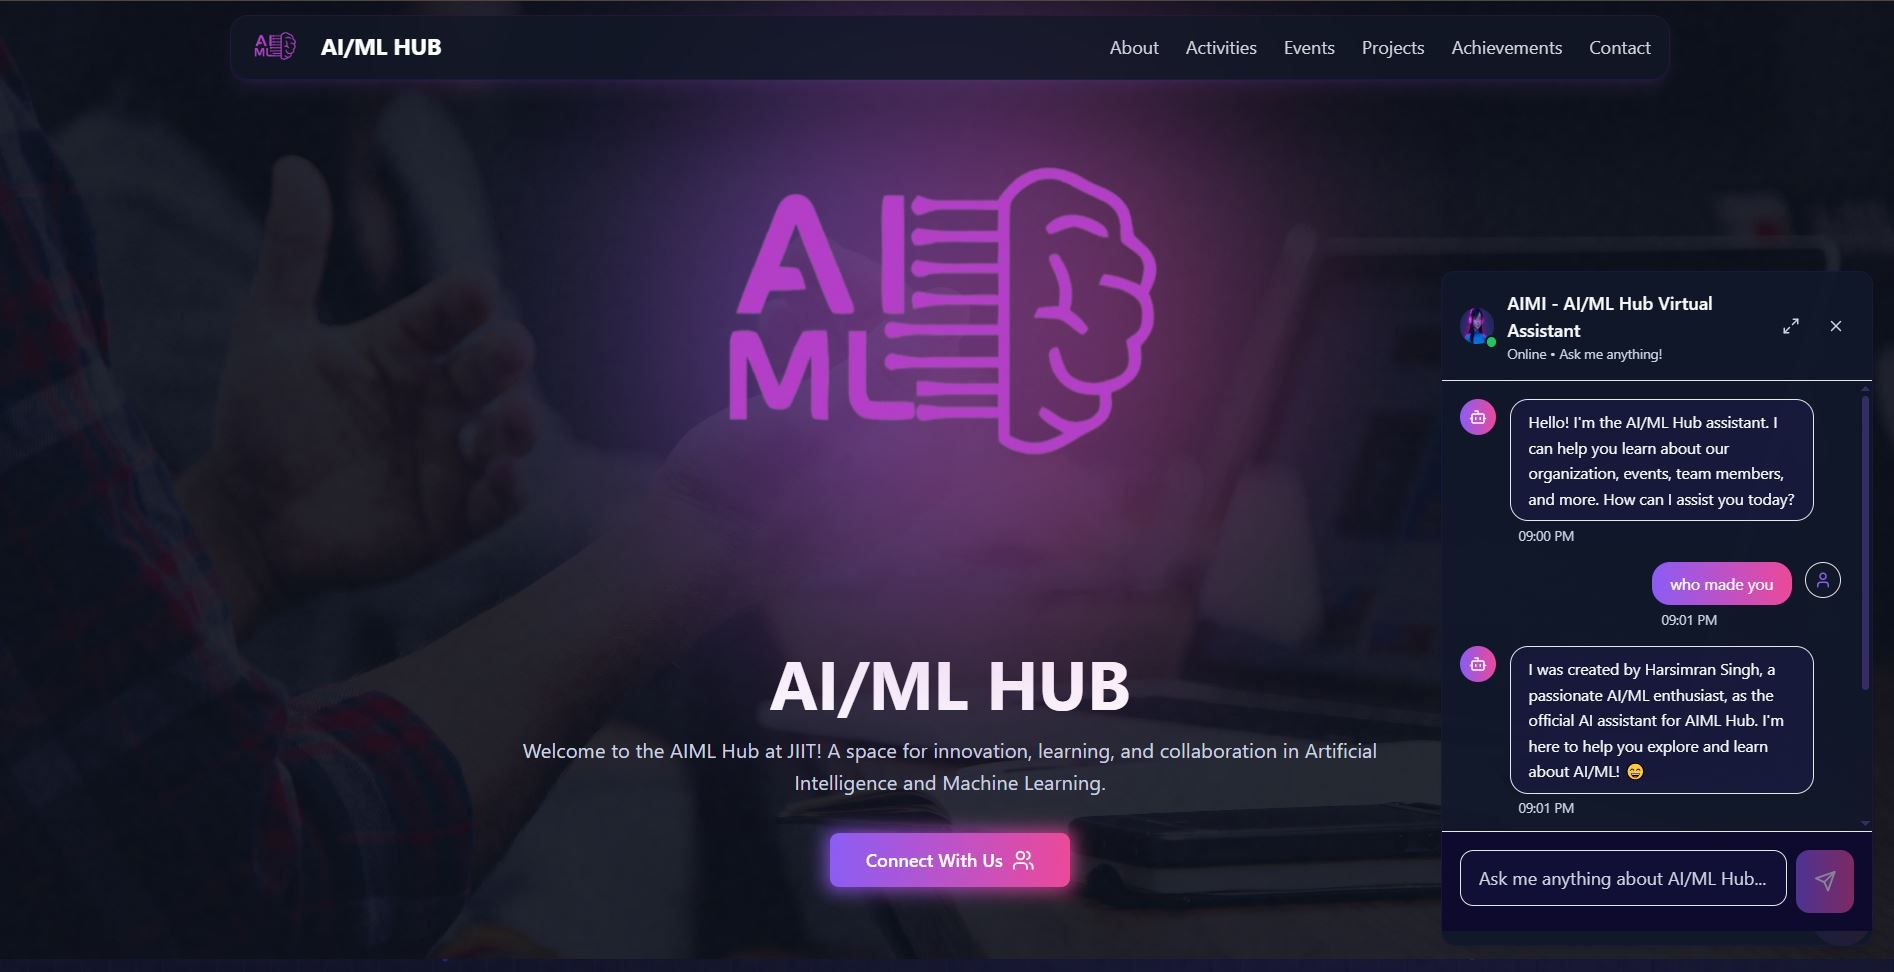 AI
ML
AI/ML HUB
About
Activities
Events
Projects
Achievements
Contact
AI
ML
AI/ML HUB
Welcome to the AIML Hub at JIIT! A space for innovation, learning, and collaboration in Artificial
Intelligence and Machine Learning.
Connect With Us
AIMI - AI/ML Hub Virtual
Assistant
Online • Ask me anything!
Hello! I'm the AI/ML Hub assistant. I
can help you learn about our
organization, events, team members,
and more. How can I assist you today?
09:00 PM
who made you
09:01 PM
I was created by Harsimran Singh, a
passionate AI/ML enthusiast, as the
official AI assistant for AIML Hub. I'm
here to help you explore and learn
about AI/ML! 😄
09:01 PM
Ask me anything about AI/ML Hub...